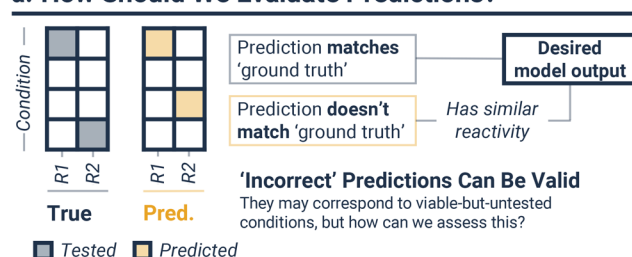 a. How Should We Evaluate Predictions?
Condition
R1
R2
True
R1
R2
Pred.
Tested
Predicted
Prediction matches
‘ground truth’
Prediction doesn’t
match ‘ground truth’
Has similar
reactivity
Desired
model output
‘Incorrect’ Predictions Can Be Valid
They may correspond to viable-but-untested
conditions, but how can we assess this?